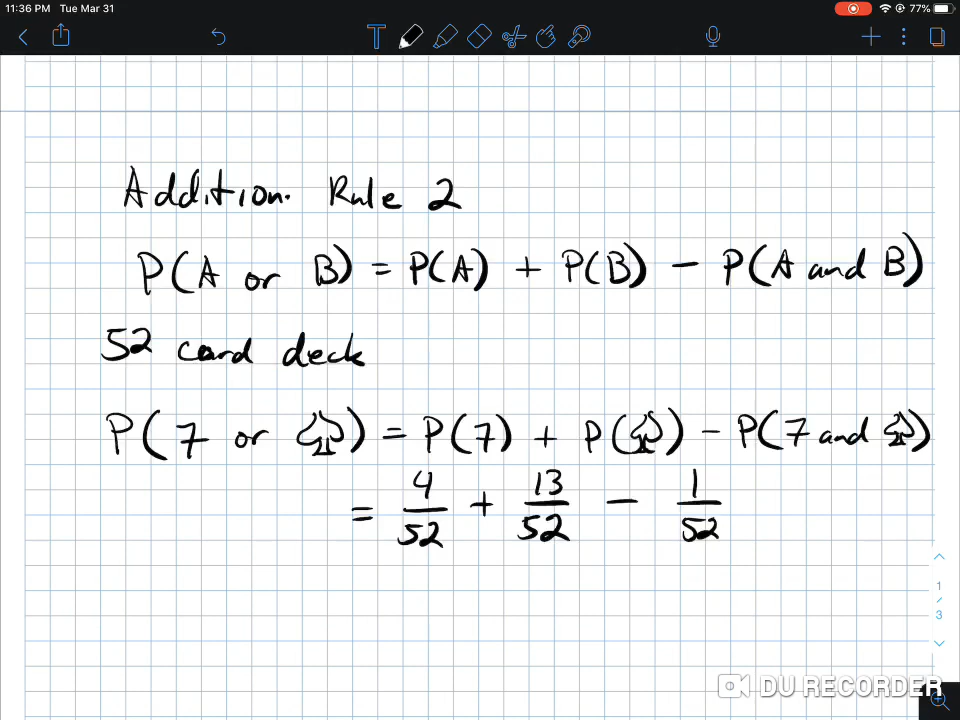 11:36 PM Tue Mar 31 77%
Addition Rule 2
P(A or B) = P(A) + P(B) − P(A and B)
52 card deck
P(7 or ♤) = P(7) + P(♤) − P(7 and ♤)
= 4/52 + 13/52 − 1/52
1
3
DU RECORDER